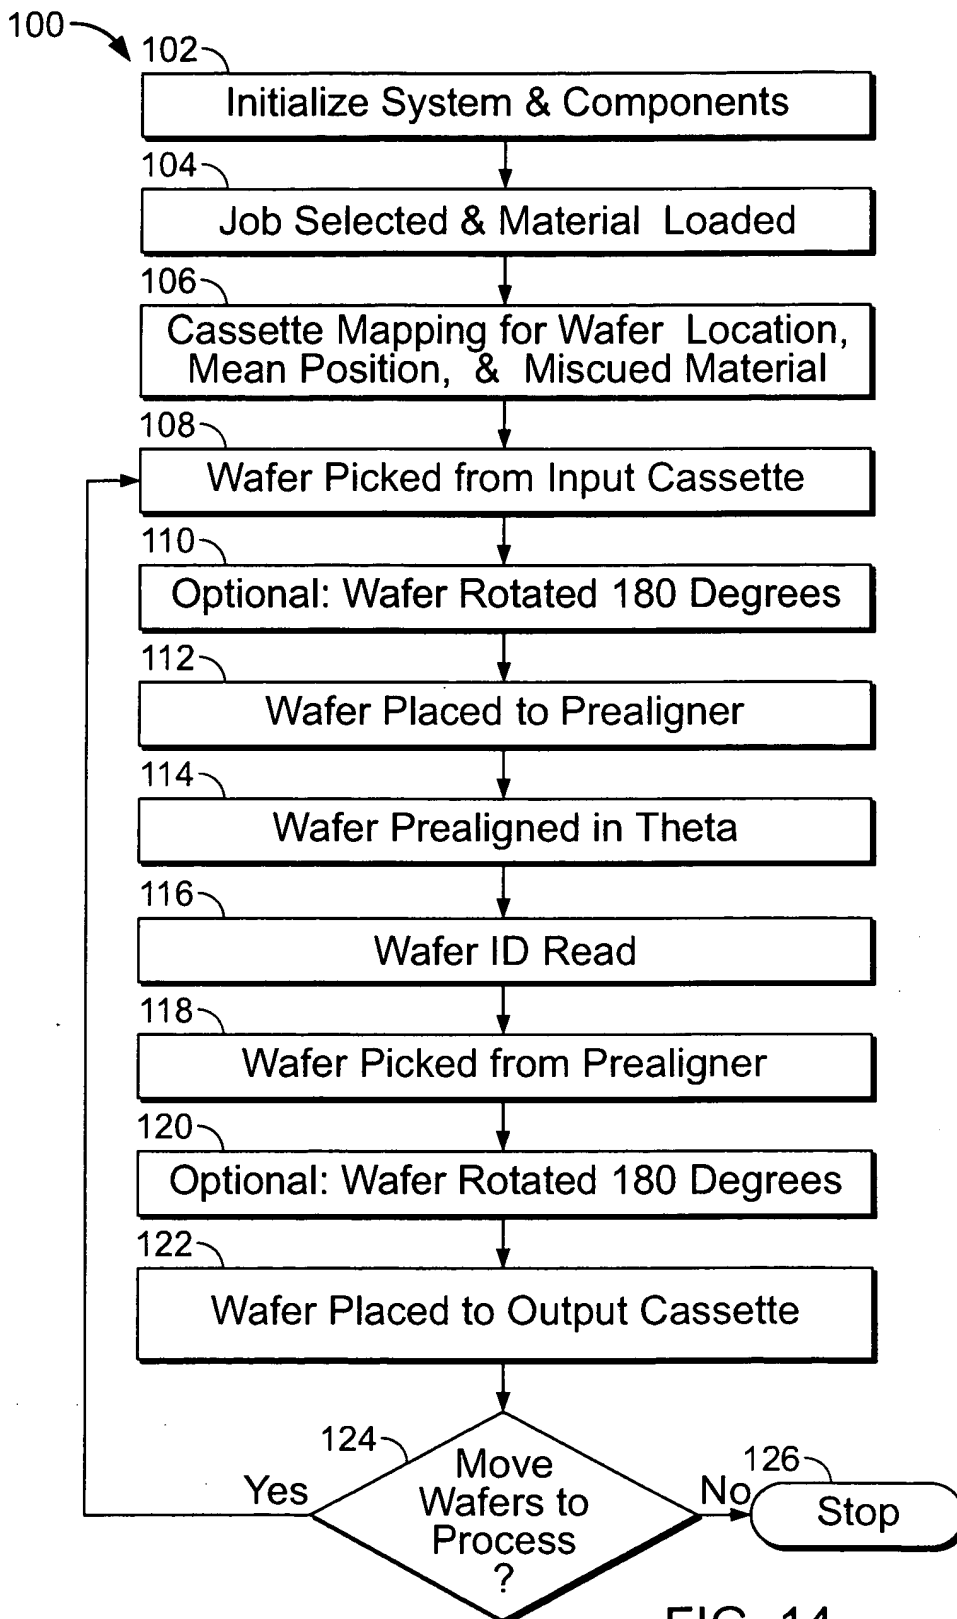 100
102
Initialize System & Components
104
Job Selected & Material Loaded
106
Cassette Mapping for Wafer Location,
Mean Position, & Miscued Material
108
Wafer Picked from Input Cassette
110
Optional: Wafer Rotated 180 Degrees
112
Wafer Placed to Prealigner
114
Wafer Prealigned in Theta
116
Wafer ID Read
118
Wafer Picked from Prealigner
120
Optional: Wafer Rotated 180 Degrees
122
Wafer Placed to Output Cassette
124
Move
Wafers to
Process
?
Yes
No
126
Stop
FIG. 14